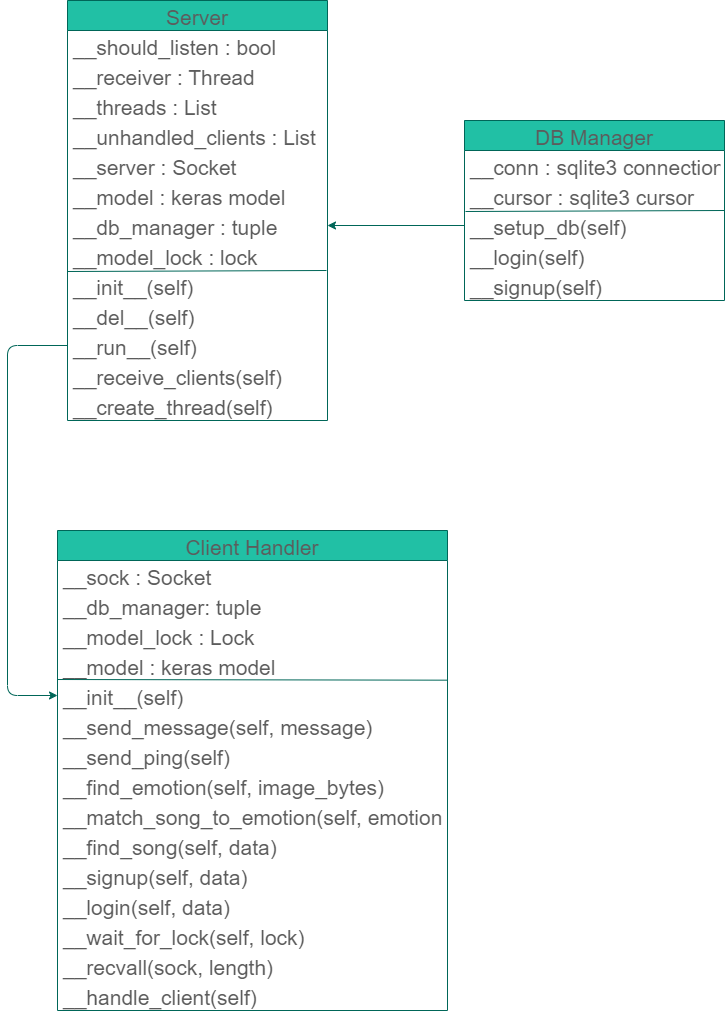 Server
__should_listen : bool
__receiver : Thread
__threads : List
__unhandled_clients : List
__server : Socket
__model : keras model
__db_manager : tuple
__model_lock : lock
__init__(self)
__del__(self)
__run__(self)
__receive_clients(self)
__create_thread(self)
DB Manager
__conn : sqlite3 connection
__cursor : sqlite3 cursor
__setup_db(self)
__login(self)
__signup(self)
Client Handler
__sock : Socket
__db_manager: tuple
__model_lock : Lock
__model : keras model
__init__(self)
__send_message(self, message)
__send_ping(self)
__find_emotion(self, image_bytes)
__match_song_to_emotion(self, emotion
__find_song(self, data)
__signup(self, data)
__login(self, data)
__wait_for_lock(self, lock)
__recvall(sock, length)
__handle_client(self)